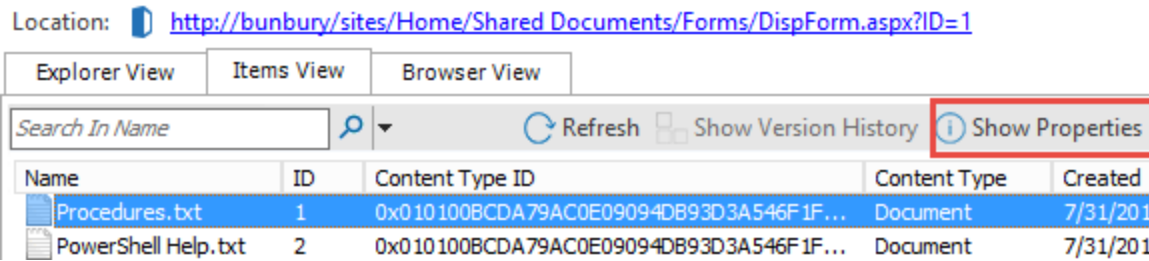 Location: http://bunbury/sites/Home/Shared Documents/Forms/DispForm.aspx?ID=1
Explorer View Items View Browser View
Search In Name Refresh Show Version History Show Properties
Name ID Content Type ID Content Type Created
Procedures.txt 1 0x010100BCDA79AC0E09094DB93D3A546F1F... Document 7/31/201
PowerShell Help.txt 2 0x010100BCDA79AC0E09094DB93D3A546F1F... Document 7/31/201